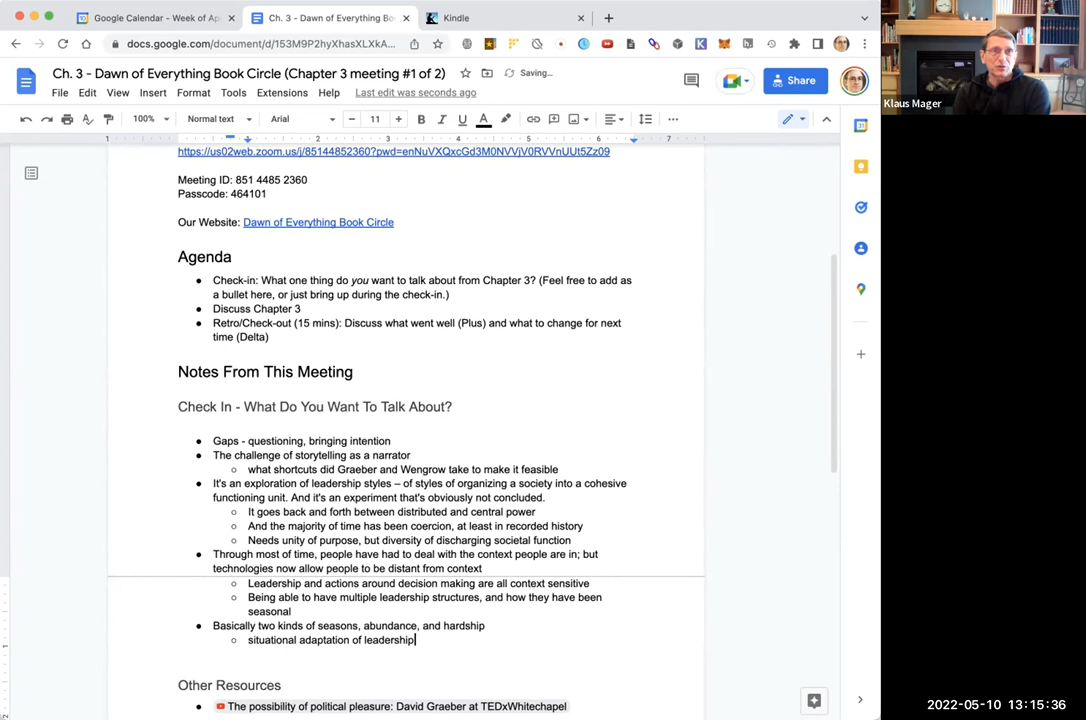 Google Calendar - Week of Ap
Ch. 3 - Dawn of Everything Bo
Kindle
docs.google.com/document/d/153M9P2hyXhasXLXkA...
Ch. 3 - Dawn of Everything Book Circle (Chapter 3 meeting #1 of 2)
Saving...
Share
File Edit View Insert Format Tools Extensions Help Last edit was seconds ago
100% Normal text Arial 11
1 1 2 3 4 5 6 7
https://us02web.zoom.us/j/85144852360?pwd=enNuVXQxcGd3M0NVVjV0RVVnUUt5Zz09
Meeting ID: 851 4485 2360
Passcode: 464101
Our Website: Dawn of Everything Book Circle
Agenda
● Check-in: What one thing do you want to talk about from Chapter 3? (Feel free to add as
a bullet here, or just bring up during the check-in.)
● Discuss Chapter 3
● Retro/Check-out (15 mins): Discuss what went well (Plus) and what to change for next
time (Delta)
Notes From This Meeting
Check In - What Do You Want To Talk About?
● Gaps - questioning, bringing intention
● The challenge of storytelling as a narrator
○ what shortcuts did Graeber and Wengrow take to make it feasible
● It's an exploration of leadership styles – of styles of organizing a society into a cohesive
functioning unit. And it's an experiment that's obviously not concluded.
○ It goes back and forth between distributed and central power
○ And the majority of time has been coercion, at least in recorded history
○ Needs unity of purpose, but diversity of discharging societal function
● Through most of time, people have had to deal with the context people are in; but
technologies now allow people to be distant from context
○ Leadership and actions around decision making are all context sensitive
○ Being able to have multiple leadership structures, and how they have been
seasonal
● Basically two kinds of seasons, abundance, and hardship
○ situational adaptation of leadership
Other Resources
● The possibility of political pleasure: David Graeber at TEDxWhitechapel
Klaus Mager
2022-05-10 13:15:36